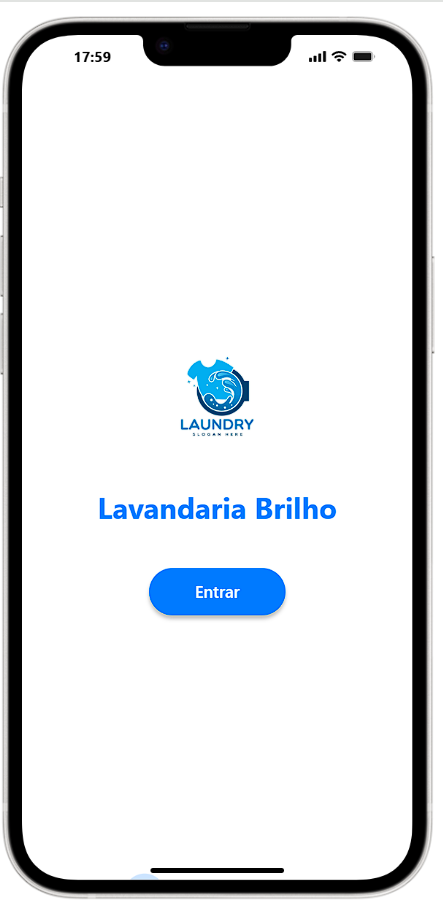 17:59
LAUNDRY
SLOGAN HERE
Lavandaria Brilho
Entrar